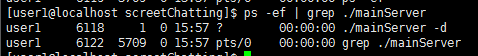 [user1@localhost screetChatting]$ ps -ef | grep ./mainServer
user1     6118     1  0 15:57 ?        00:00:00 ./mainServer -d
user1     6122  5709  0 15:57 pts/0    00:00:00 grep ./mainServer